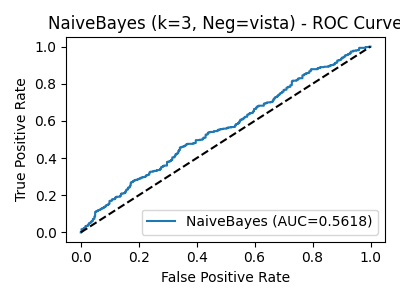 NaiveBayes (k=3, Neg=vista) - ROC Curve
True Positive Rate
1.0
0.8
0.6
0.4
0.2
0.0
NaiveBayes (AUC=0.5618)
0.0 0.2 0.4 0.6 0.8 1.0
False Positive Rate